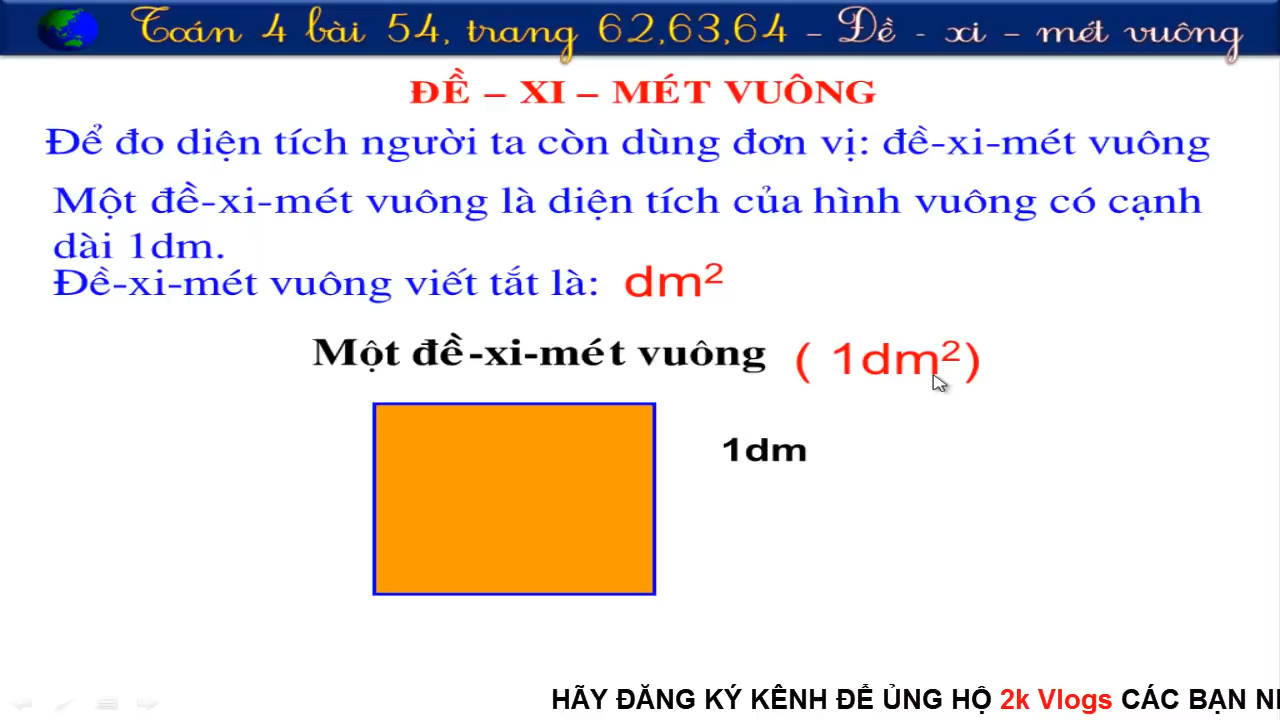 Toán 4 bài 54, trang 62,63,64 – Đề - xi – mét vuông
ĐỀ – XI – MÉT VUÔNG
Để đo diện tích người ta còn dùng đơn vị: đề-xi-mét vuông
Một đề-xi-mét vuông là diện tích của hình vuông có cạnh
dài 1dm.
Đề-xi-mét vuông viết tắt là: dm²
Một đề-xi-mét vuông ( 1dm²)
1dm
HÃY ĐĂNG KÝ KÊNH ĐỂ ỦNG HỘ 2k Vlogs CÁC BẠN